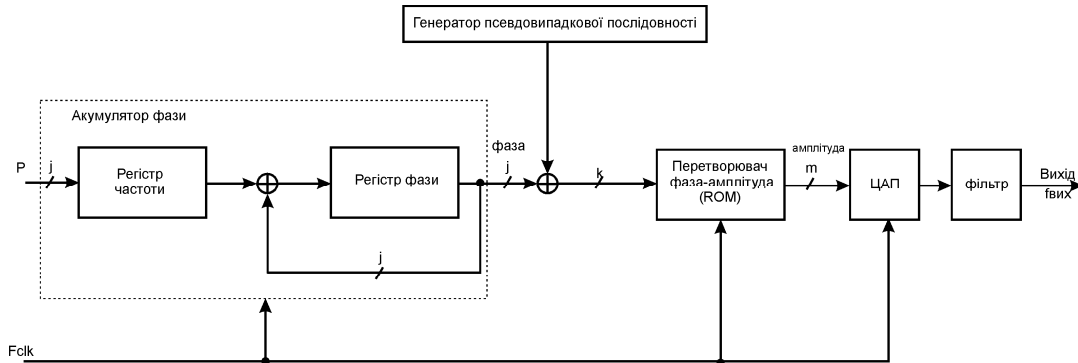 Генератор псевдовипадкової послідовності
Акумулятор фази
P
j
Регістр
частоти
Регістр фази
j
фаза
j
k
Перетворювач
фаза-амплітуда
(ROM)
амплітуда
m
ЦАП
фільтр
Вихід
fвих
Fclk